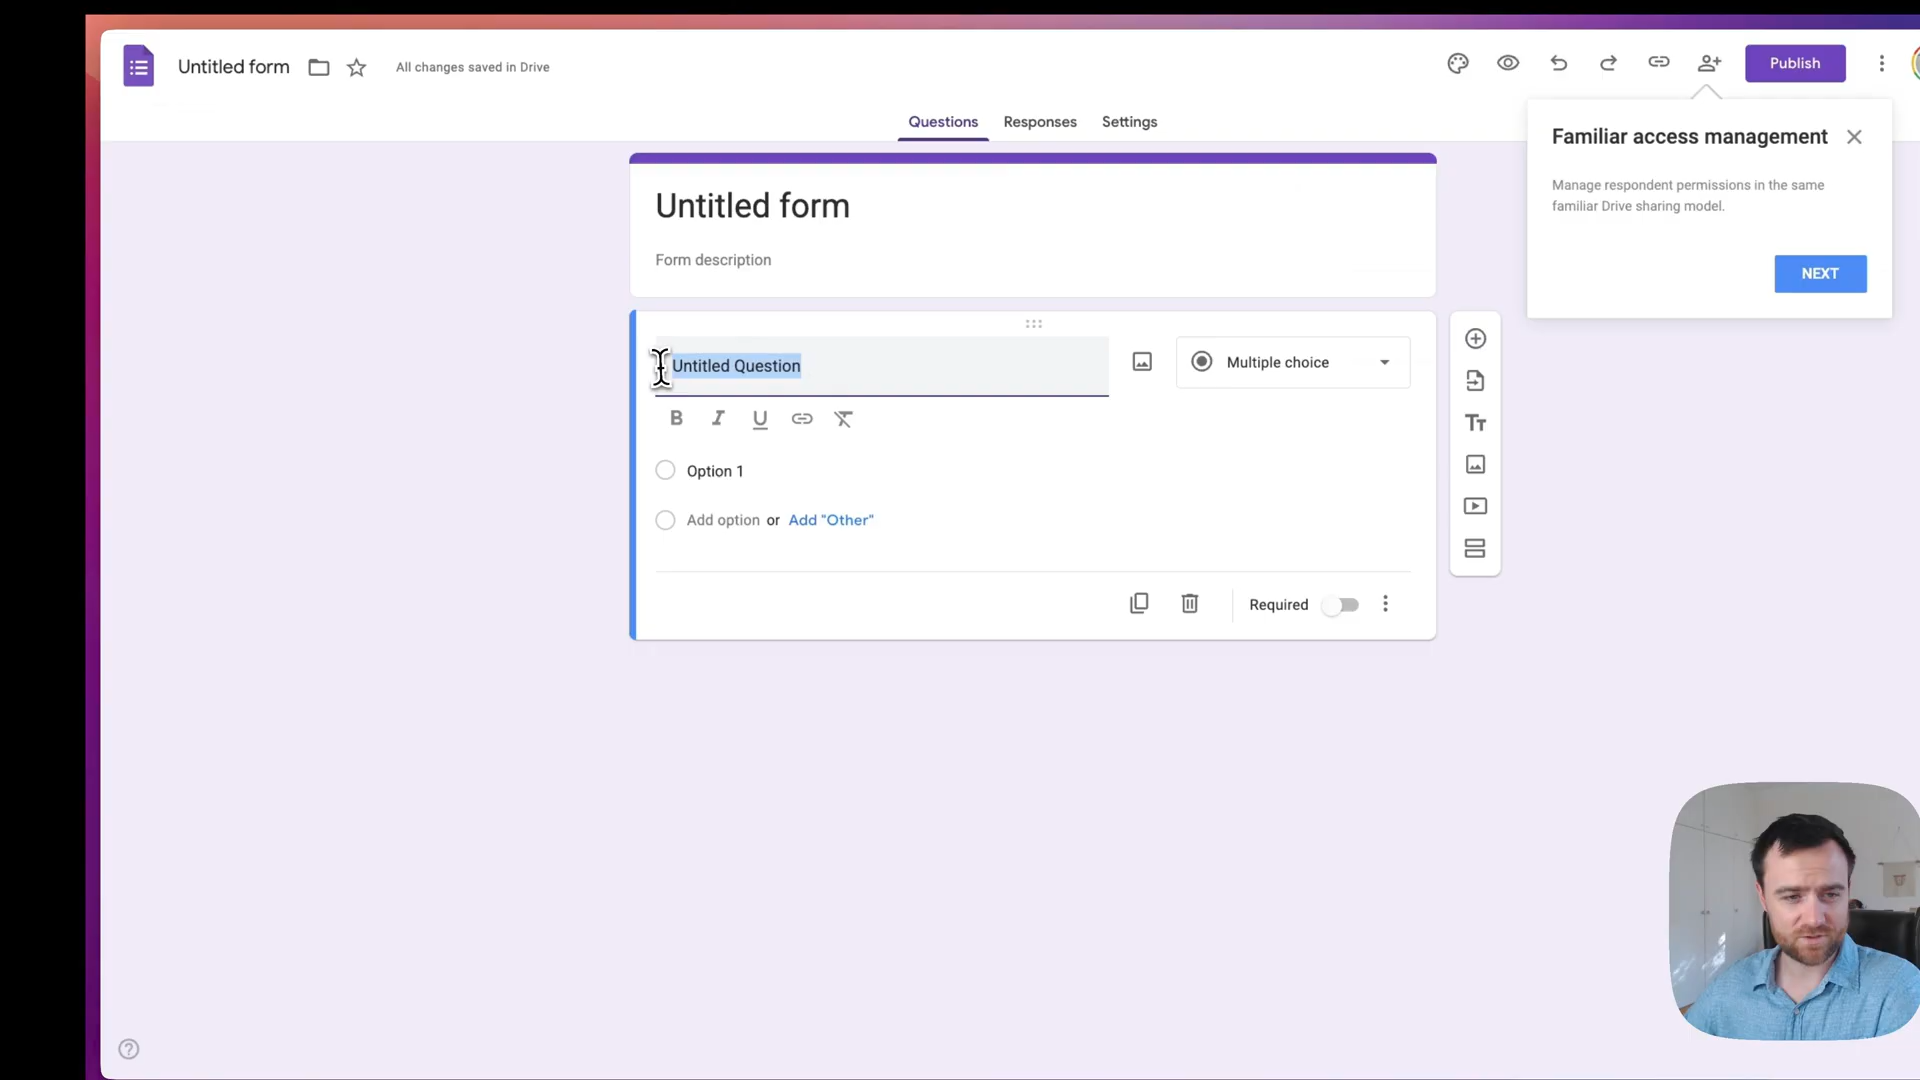 Untitled form
All changes saved in Drive
Publish
Questions
Responses
Settings
Familiar access management
Manage respondent permissions in the same
familiar Drive sharing model.
NEXT
Untitled form
Form description
Untitled Question
Multiple choice
B I U
Option 1
Add option or Add "Other"
Required